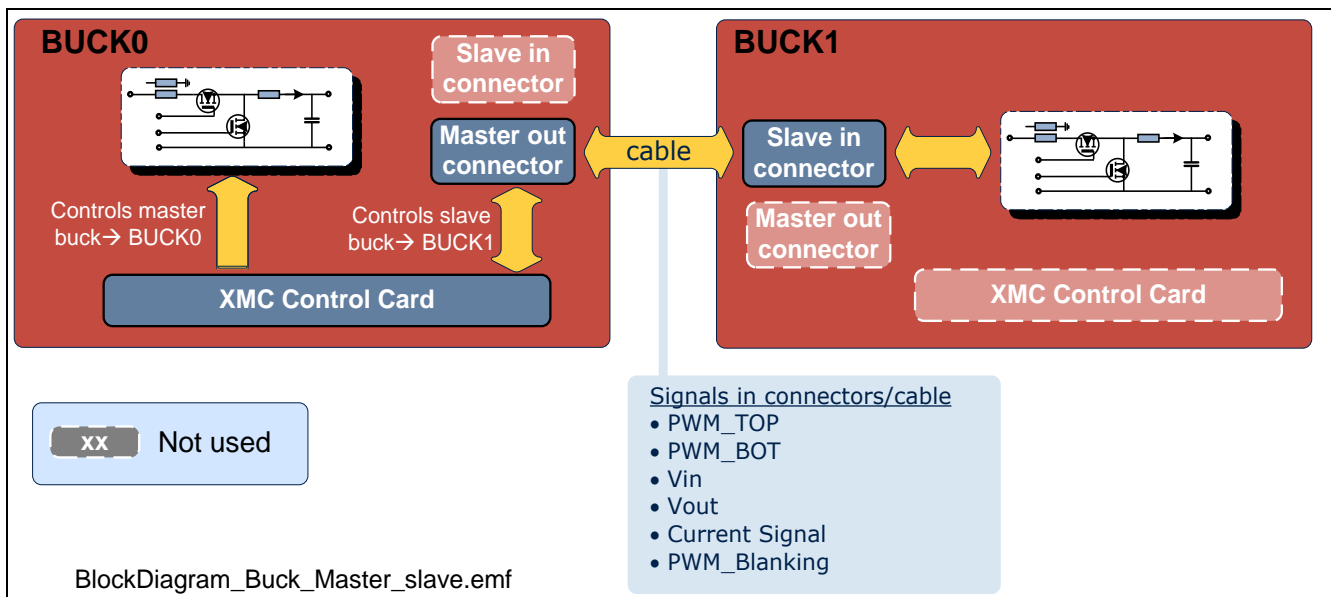 BUCK0
Slave in
connector
Master out
connector
Controls master
buck→ BUCK0
Controls slave
buck→ BUCK1
XMC Control Card
cable
BUCK1
Slave in
connector
Master out
connector
XMC Control Card
Signals in connectors/cable
• PWM_TOP
• PWM_BOT
• Vin
• Vout
• Current Signal
• PWM_Blanking
xx Not used
BlockDiagram_Buck_Master_slave.emf